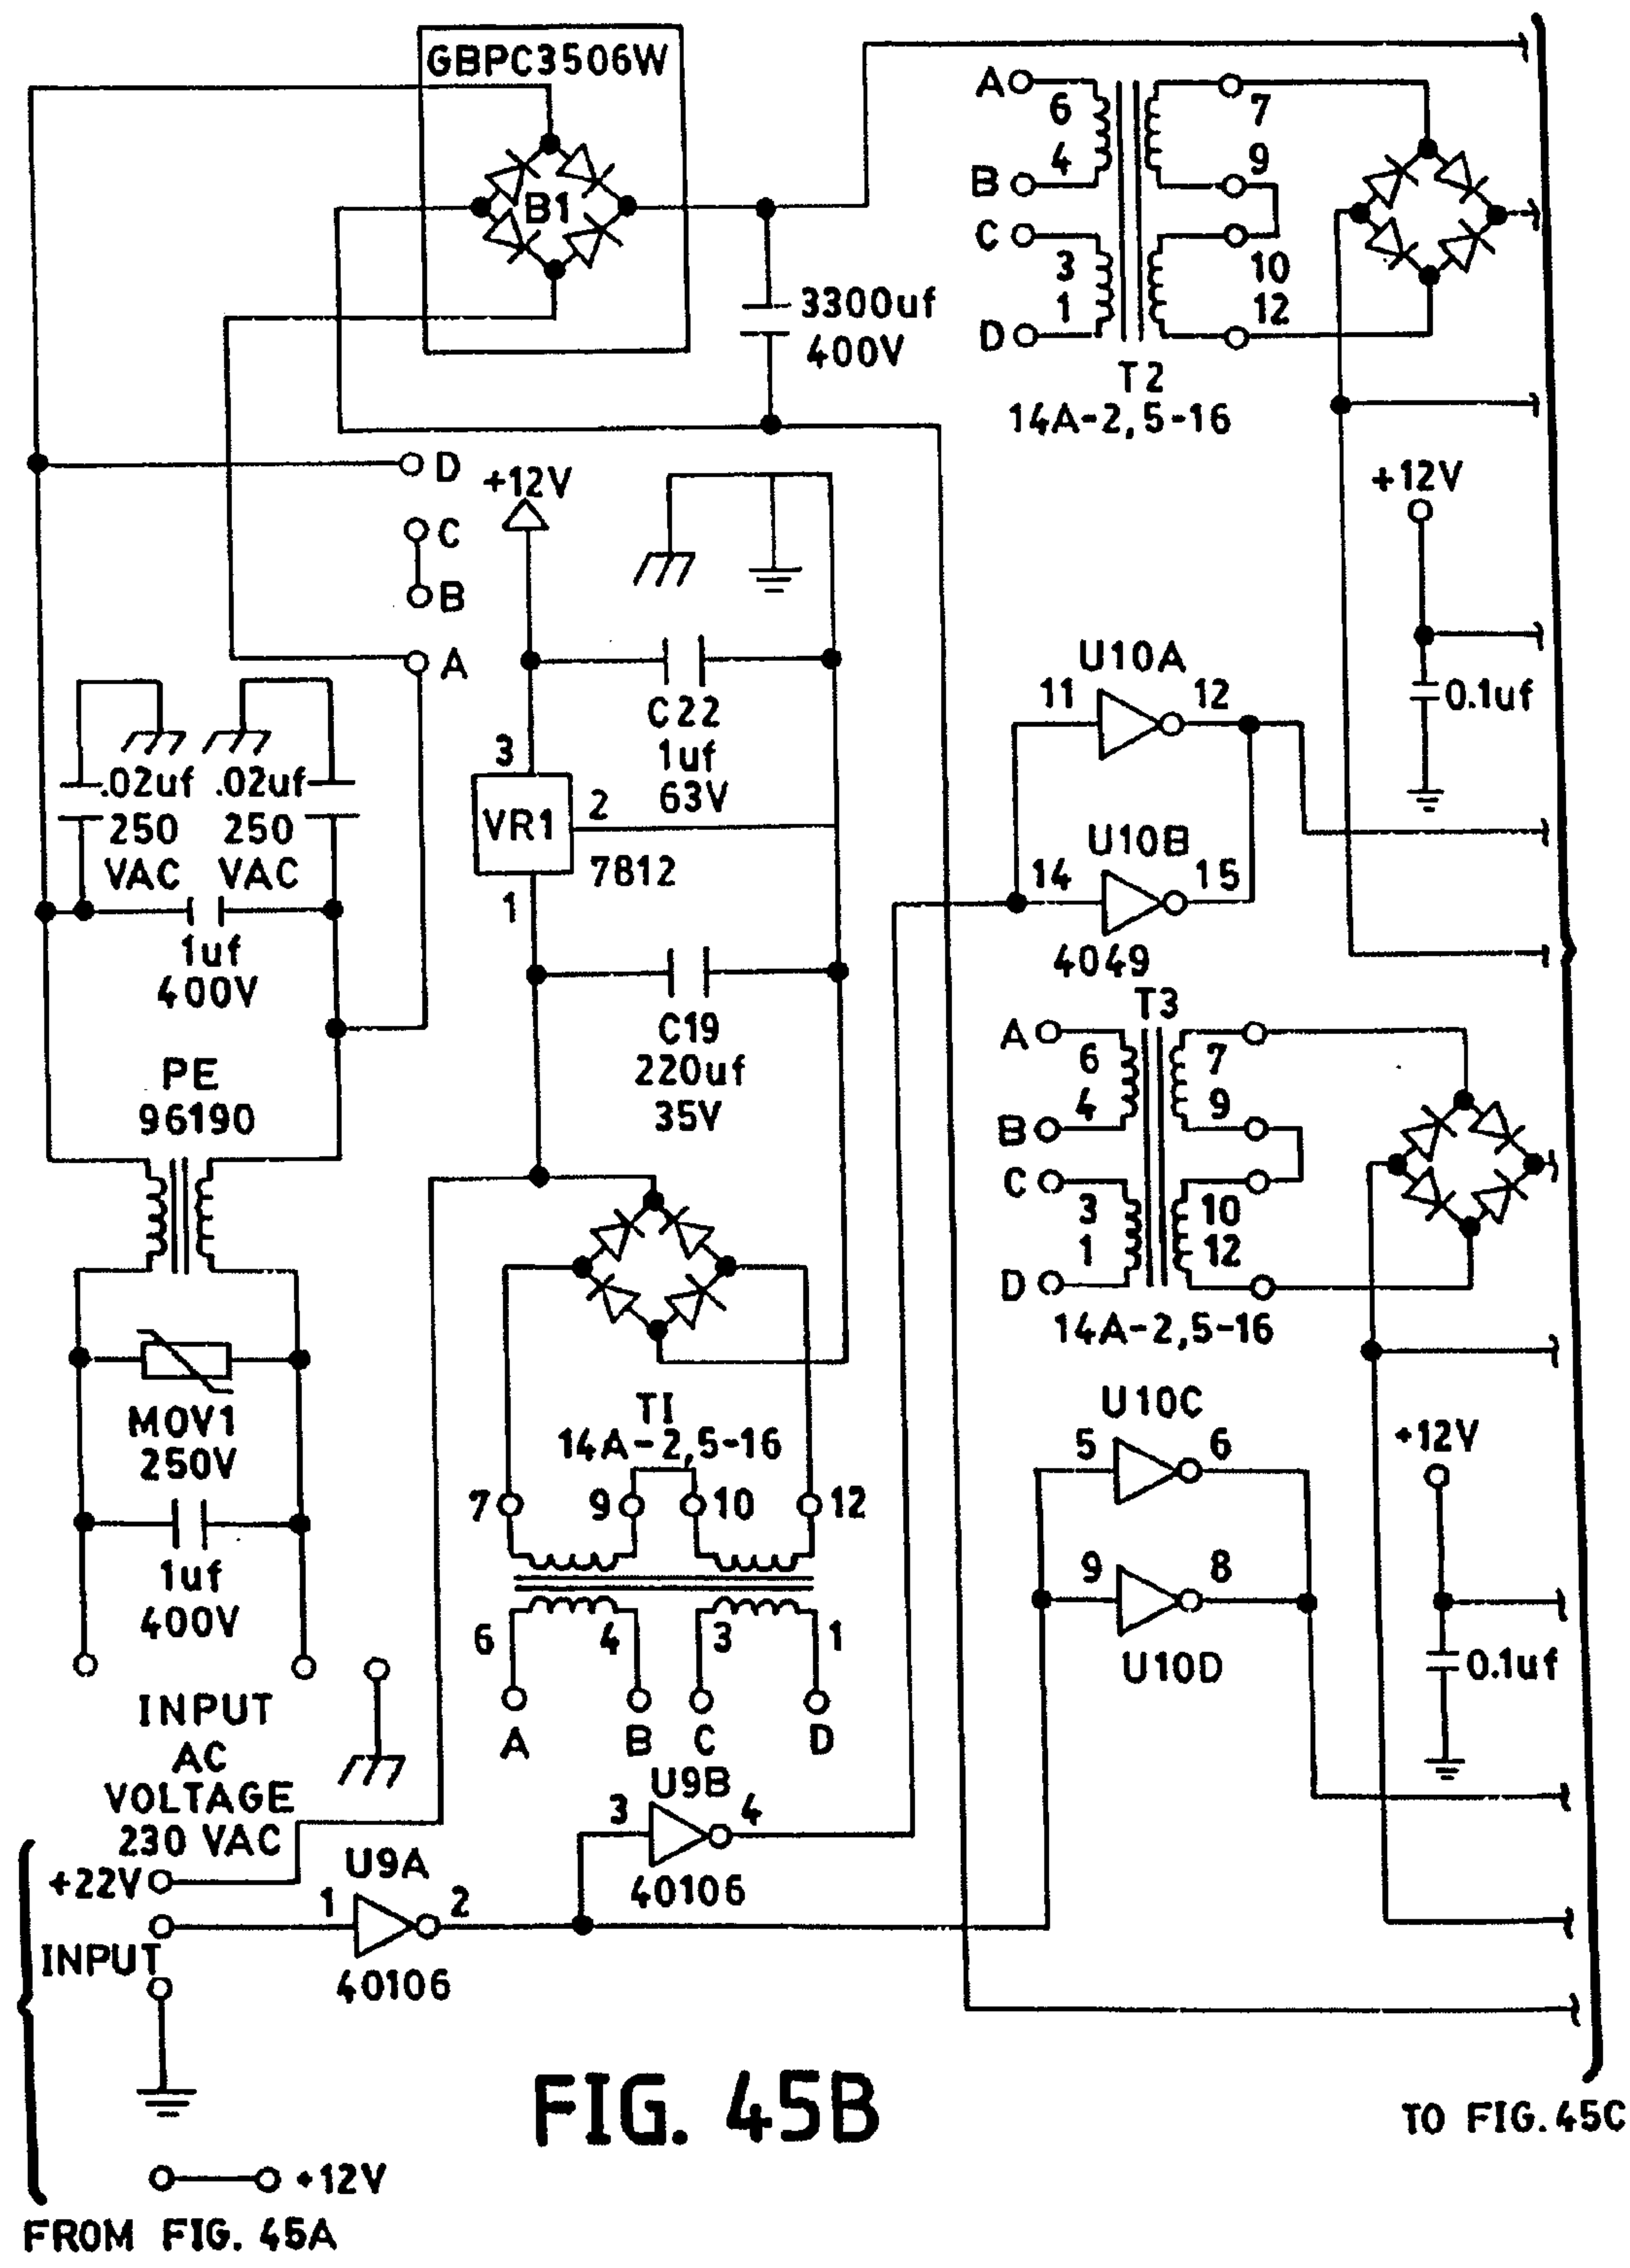 GBPC3506W
B1
3300uf
400V
A
6
7
4
9
B
C
3
10
1
12
D
T2
14A-2,5-16
D
+12V
C
B
A
+12V
0.1uf
C22
1uf
63V
3
VR1
2
7812
1
.02uf
250
VAC
.02uf
250
VAC
1uf
400V
U10A
11
12
U10B
14
15
4049
C19
220uf
35V
PE
96190
T3
A
6
7
4
9
B
C
3
10
1
12
D
14A-2,5-16
MOV1
250V
1uf
400V
TI
14A-2,5-16
7
9
10
12
6
4
3
1
A
B
C
D
U10C
5
6
9
8
U10D
+12V
0.1uf
INPUT
AC
VOLTAGE
230 VAC
+22V
INPUT
U9A
1
2
40106
U9B
3
4
40106
FIG. 45B
TO FIG.45C
+12V
FROM FIG. 45A